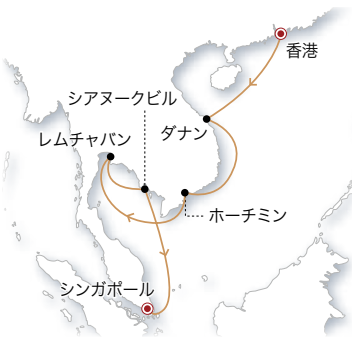 香港
シアヌークビル
ダナン
レムチャバン
ホーチミン
シンガポール